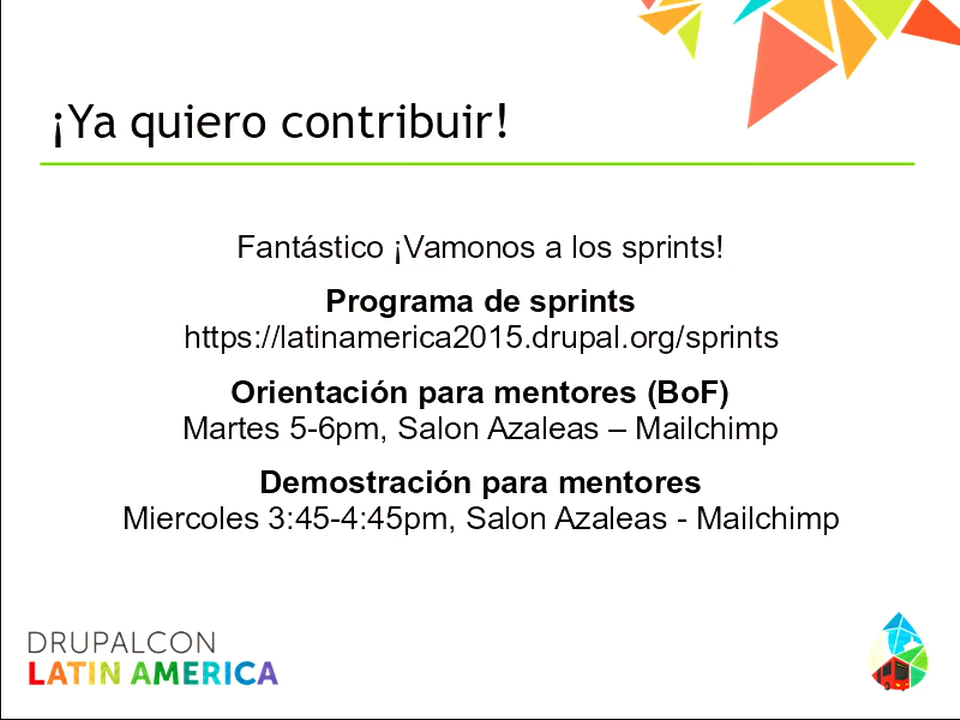 ¡Ya quiero contribuir!
Fantástico ¡Vamonos a los sprints!
Programa de sprints
https://latinamerica2015.drupal.org/sprints
Orientación para mentores (BoF)
Martes 5-6pm, Salon Azaleas – Mailchimp
Demostración para mentores
Miercoles 3:45-4:45pm, Salon Azaleas - Mailchimp
DRUPALCON
LATIN AMERICA